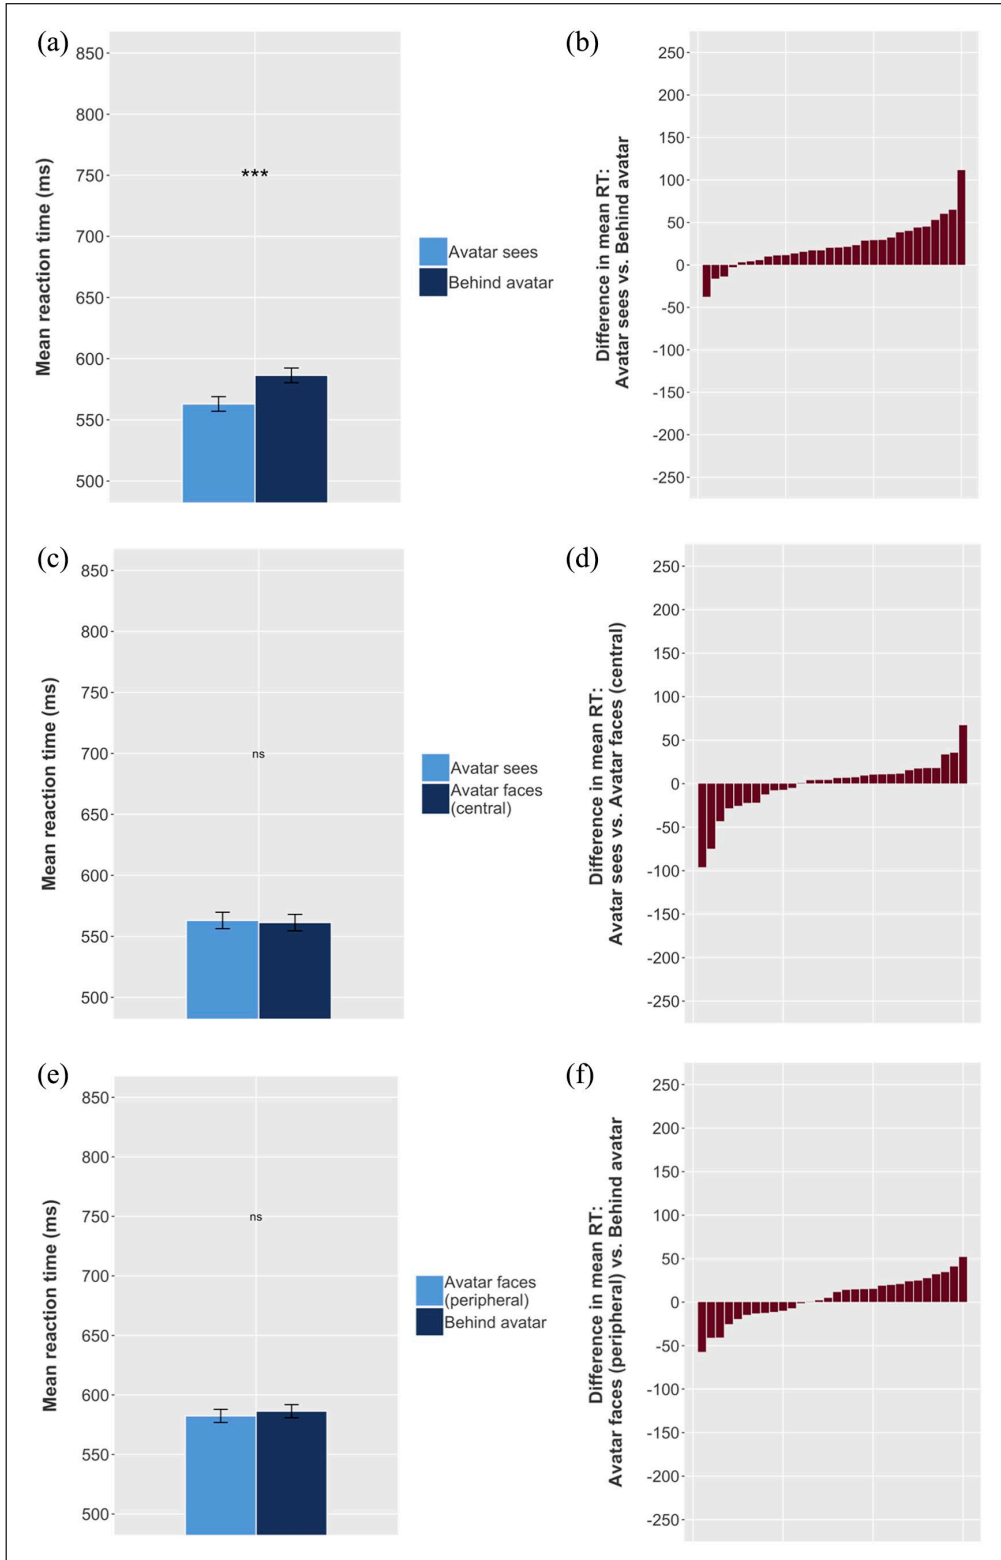 (a)
850
800
750
700
650
600
550
500
Mean reaction time (ms)
***
Avatar sees
Behind avatar
(b)
250
200
150
100
50
0
-50
-100
-150
-200
-250
Difference in mean RT:
Avatar sees vs. Behind avatar
(c)
850
800
750
700
650
600
550
500
Mean reaction time (ms)
ns
Avatar sees
Avatar faces
(central)
(d)
250
200
150
100
50
0
-50
-100
-150
-200
-250
Difference in mean RT:
Avatar sees vs. Avatar faces (central)
(e)
850
800
750
700
650
600
550
500
Mean reaction time (ms)
ns
Avatar faces
(peripheral)
Behind avatar
(f)
250
200
150
100
50
0
-50
-100
-150
-200
-250
Difference in mean RT:
Avatar faces (peripheral) vs. Behind avatar